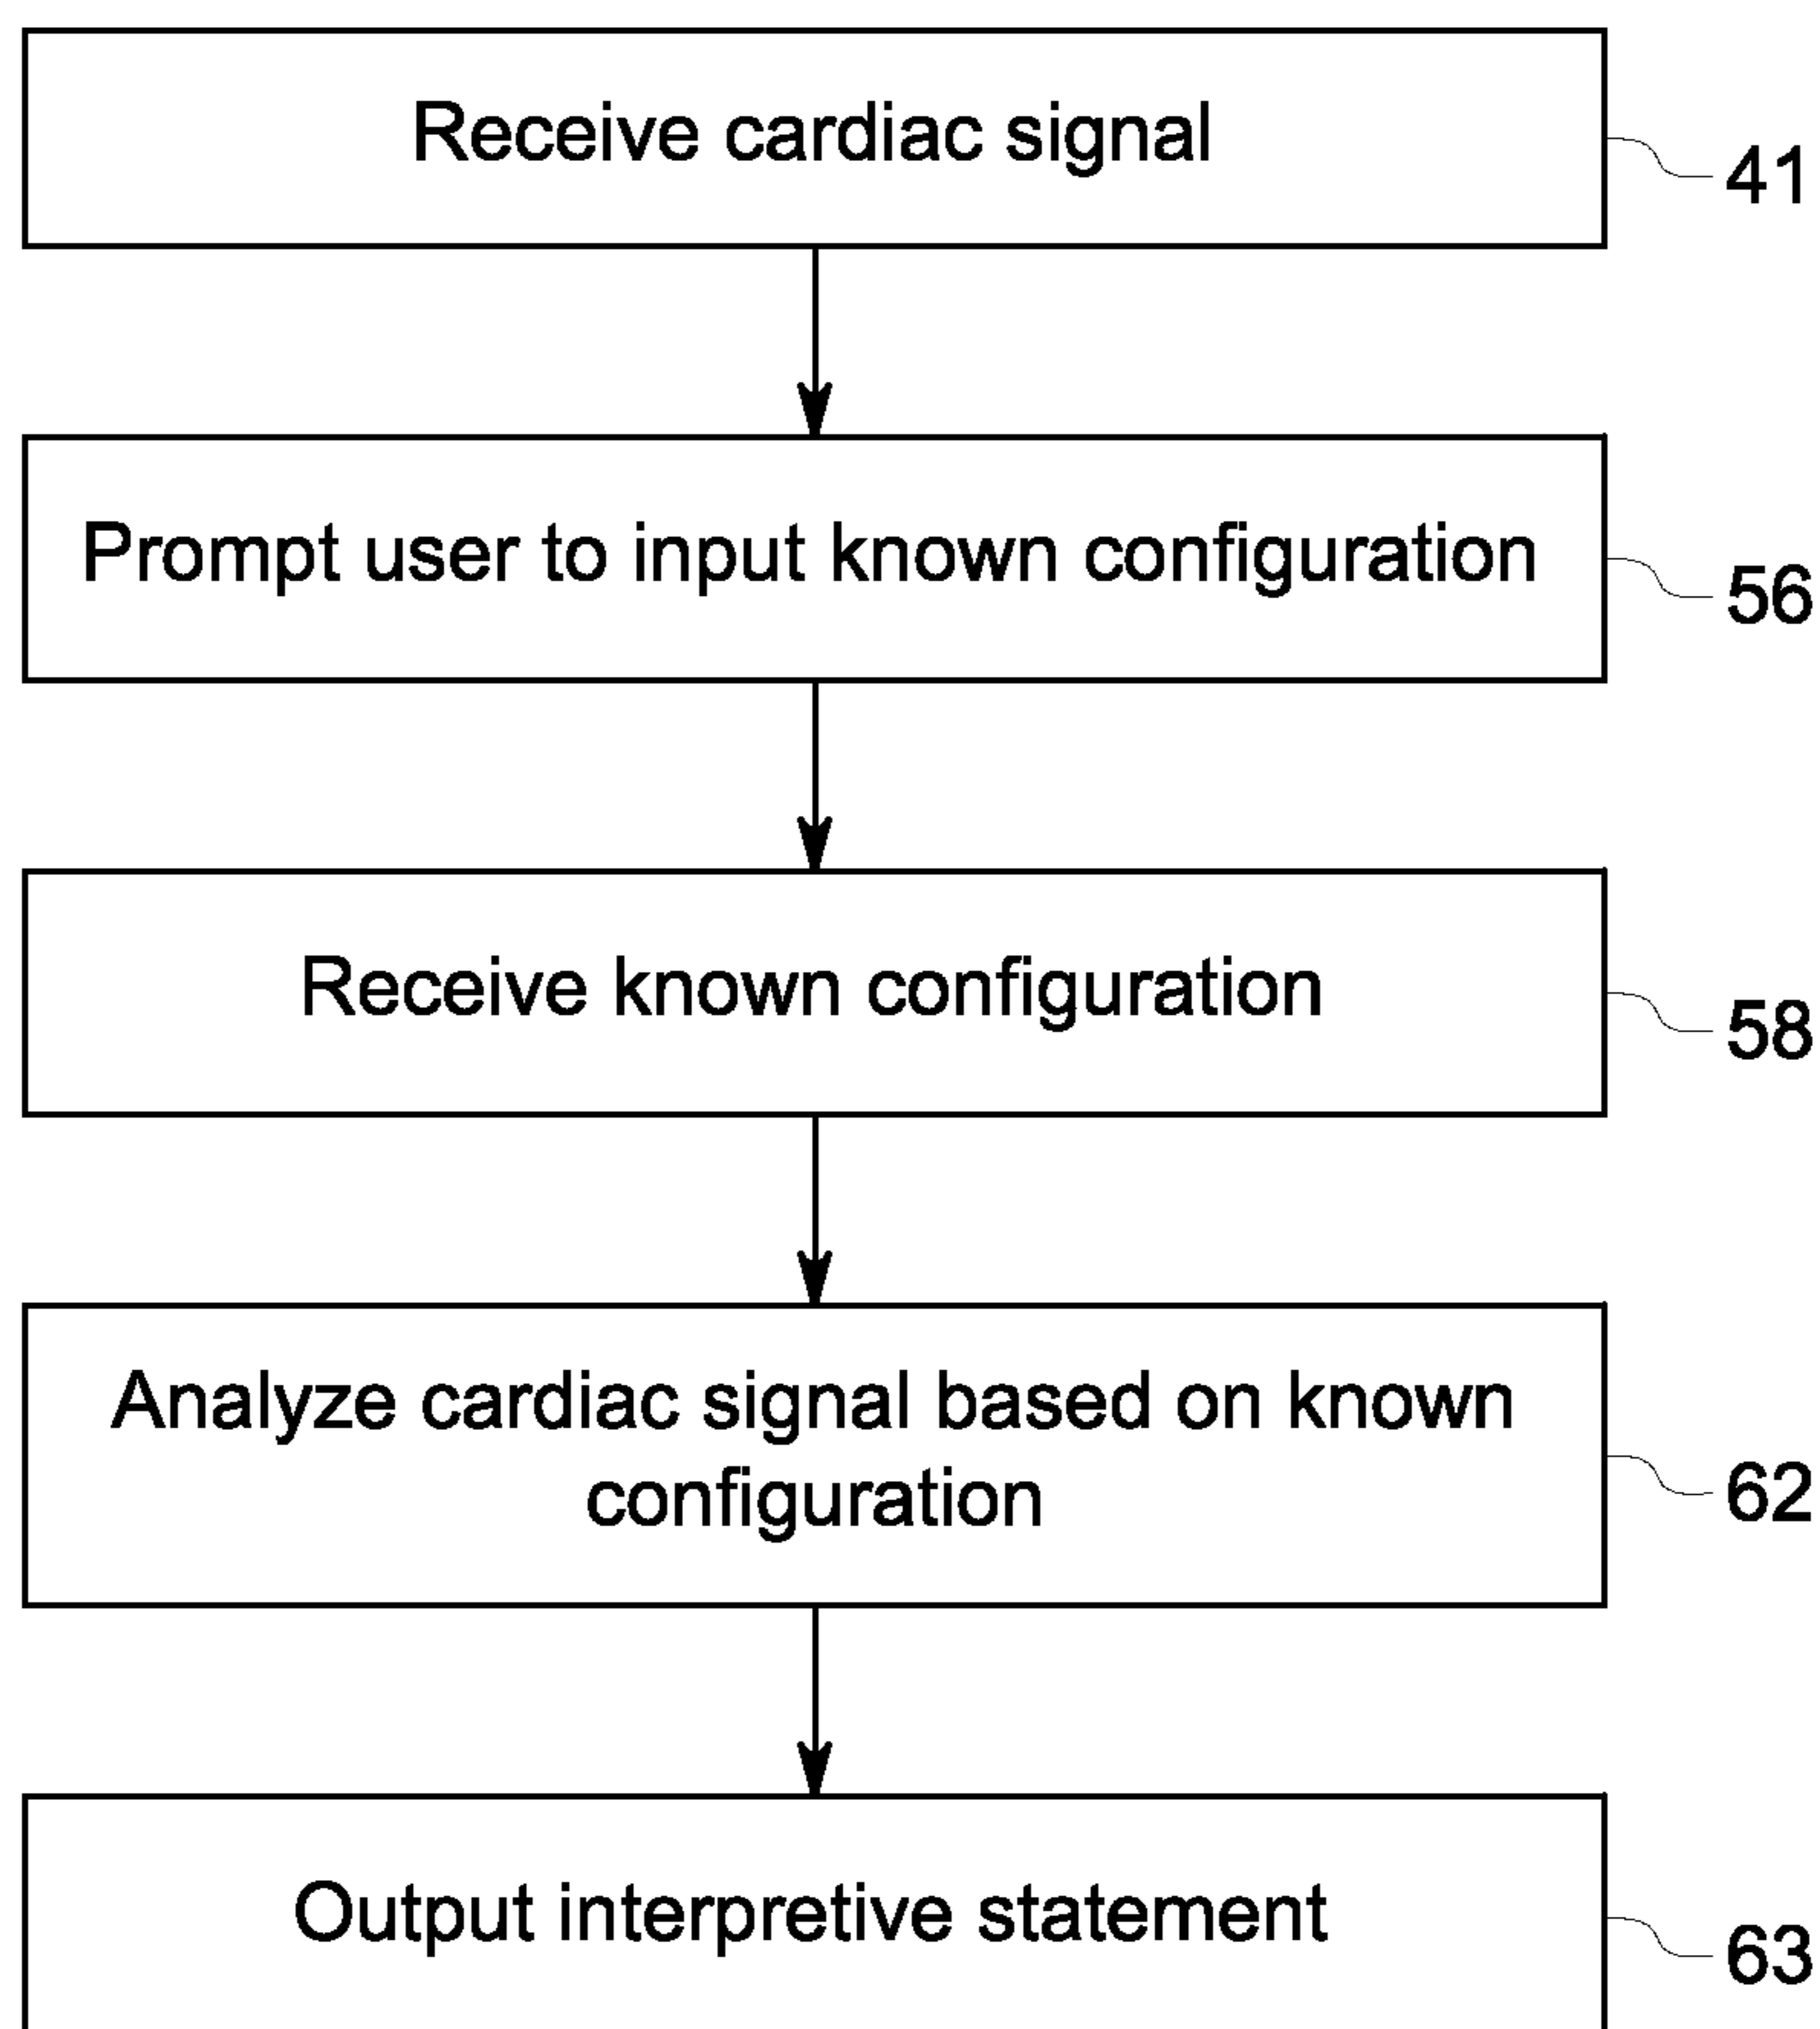 Receive cardiac signal
41
Prompt user to input known configuration
56
Receive known configuration
58
Analyze cardiac signal based on known
configuration
62
Output interpretive statement
63